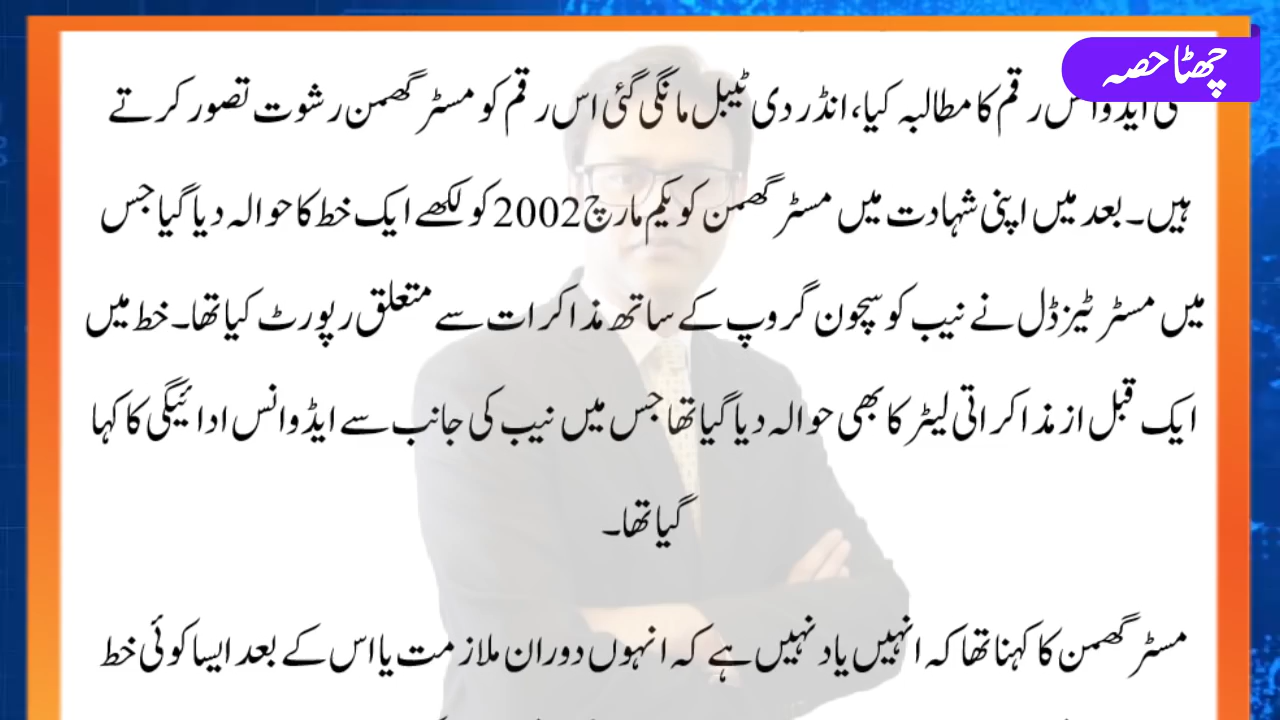 چھٹا حصہ
کی ایڈوانس رقم کا مطالبہ کیا، انڈر دی ٹیبل مانگی گئی اس رقم کو مسٹر گھمن رشوت تصور کرتے
ہیں۔ بعد میں اپنی شہادت میں مسٹر گھمن کو یکم مارچ 2002 کو لکھے ایک خط کا حوالہ دیا گیا جس
میں مسٹر ٹیزڈل نے نیب کو سچون گروپ کے ساتھ مذاکرات سے متعلق رپورٹ کیا تھا۔ خط میں
ایک قبل از مذاکراتی لیٹر کا بھی حوالہ دیا گیا تھا جس میں نیب کی جانب سے ایڈوانس ادائیگی کا کہا
گیا تھا۔
مسٹر گھمن کا کہنا تھا کہ انہیں یاد نہیں ہے کہ انہوں دوران ملازمت یا اس کے بعد ایسا کوئی خط